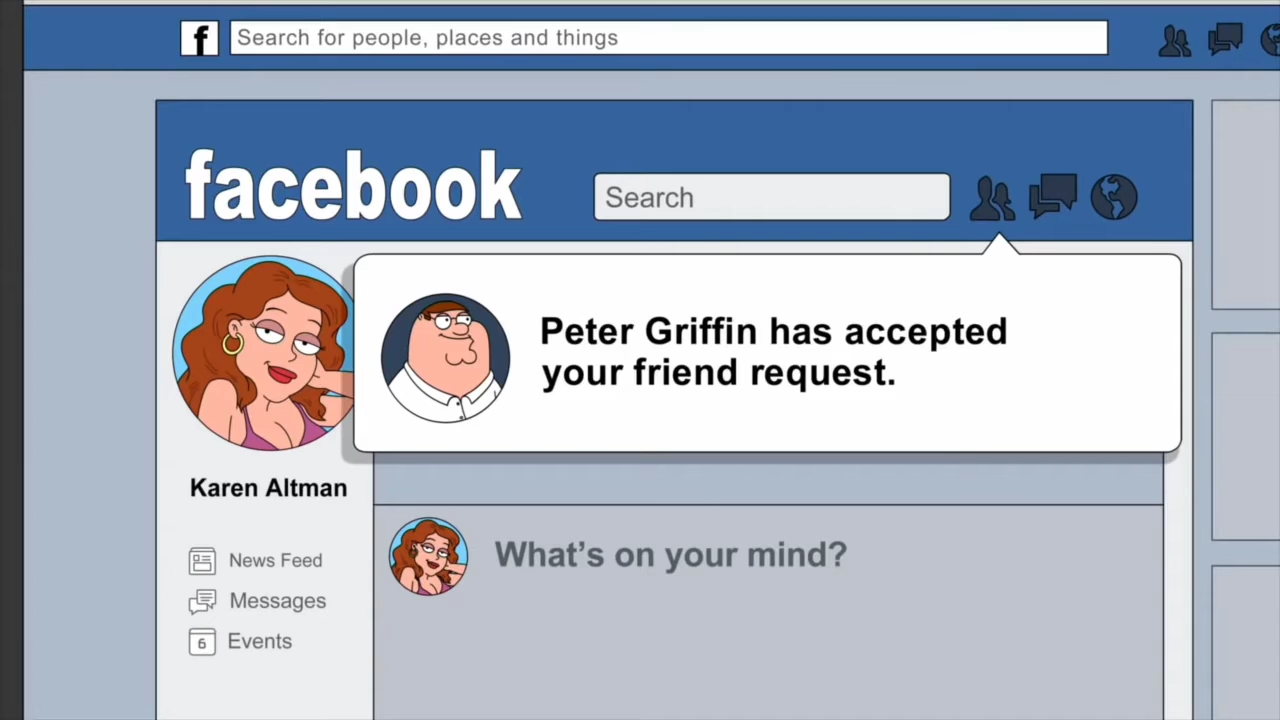 f
Search for people, places and things
facebook
Search
Peter Griffin has accepted
your friend request.
Karen Altman
What's on your mind?
News Feed
Messages
6
Events